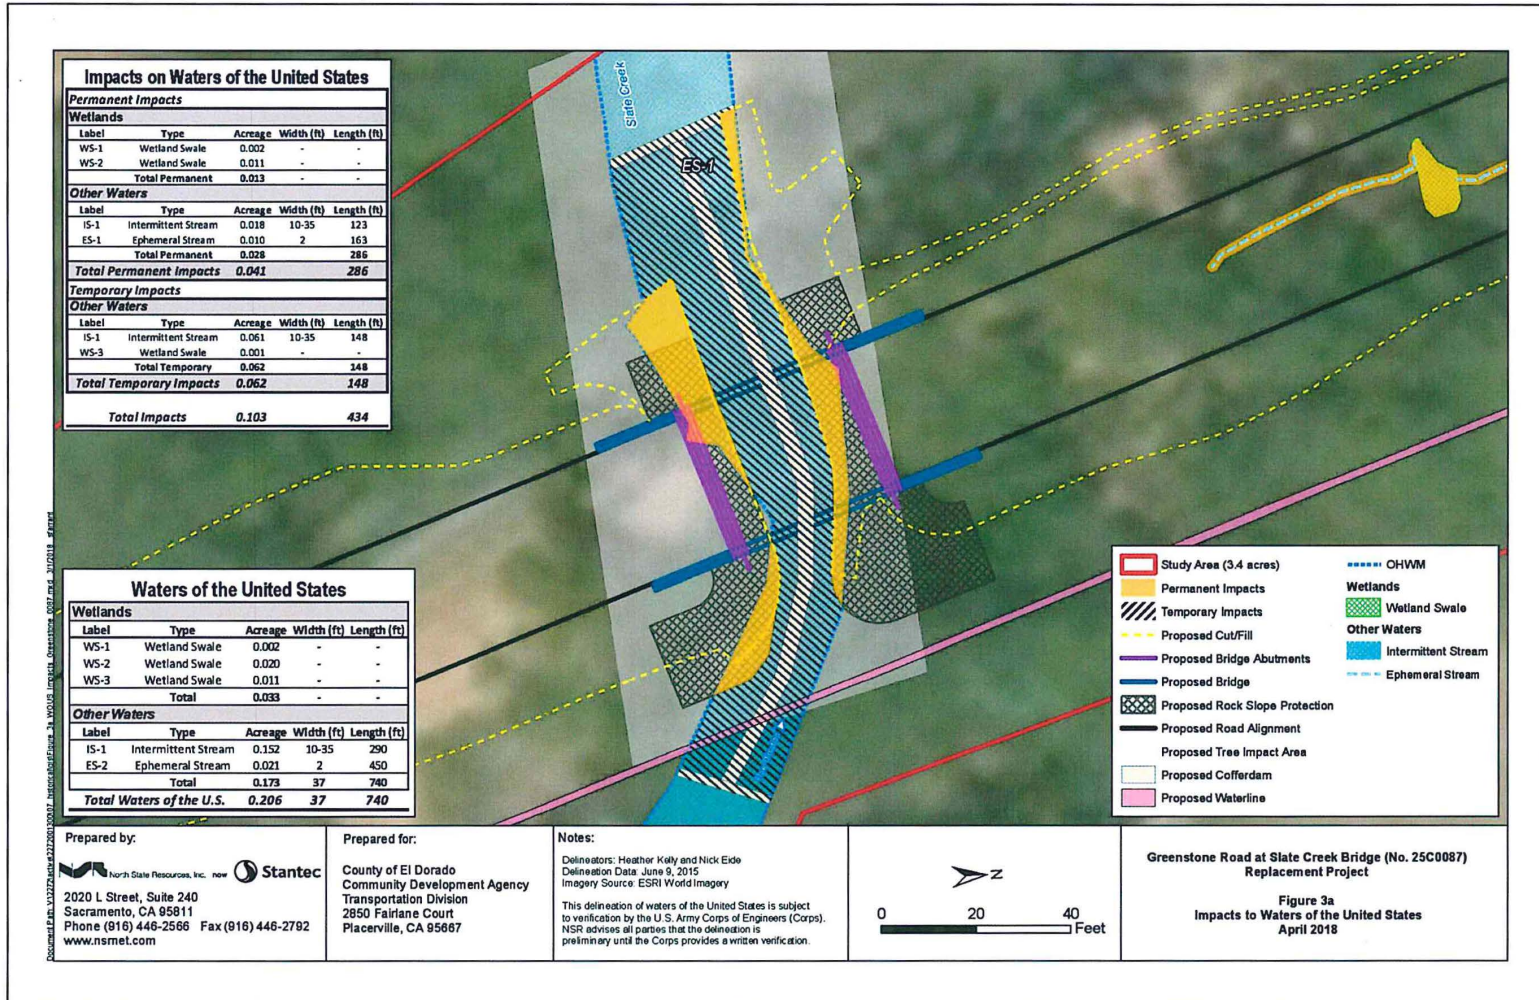 Impacts on Waters of the United States
Permanent Impacts
Wetlands
Label Type Acreage Width (ft) Length (ft)
WS-1 Wetland Swale 0.002 - -
WS-2 Wetland Swale 0.011 - -
Total Permanent 0.013 - -
Other Waters
Label Type Acreage Width (ft) Length (ft)
IS-1 Intermittent Stream 0.018 10-35 123
ES-1 Ephemeral Stream 0.010 2 163
Total Permanent 0.028 286
Total Permanent Impacts 0.041 286
Temporary Impacts
Other Waters
Label Type Acreage Width (ft) Length (ft)
IS-1 Intermittent Stream 0.061 10-35 148
WS-3 Wetland Swale 0.001 - -
Total Temporary 0.062 148
Total Temporary Impacts 0.062 148
Total Impacts 0.103 434
Slate Creek
ES-1
Waters of the United States
Wetlands
Label Type Acreage Width (ft) Length (ft)
WS-1 Wetland Swale 0.002 - -
WS-2 Wetland Swale 0.020 - -
WS-3 Wetland Swale 0.011 - -
Total 0.033 - -
Other Waters
Label Type Acreage Width (ft) Length (ft)
IS-1 Intermittent Stream 0.152 10-35 290
ES-2 Ephemeral Stream 0.021 2 450
Total 0.173 37 740
Total Waters of the U.S. 0.206 37 740
Study Area (3.4 acres)
Permanent Impacts
Temporary Impacts
Proposed Cut/Fill
Proposed Bridge Abutments
Proposed Bridge
Proposed Rock Slope Protection
Proposed Road Alignment
Proposed Tree Impact Area
Proposed Cofferdam
Proposed Waterline
OHWM
Wetlands
Wetland Swale
Other Waters
Intermittent Stream
Ephemeral Stream
Prepared by:
NSR North State Resources, Inc. now Stantec
2020 L Street, Suite 240
Sacramento, CA 95811
Phone (916) 446-2566 Fax (916) 446-2792
www.nsrnet.com
Prepared for:
County of El Dorado
Community Development Agency
Transportation Division
2850 Fairlane Court
Placerville, CA 95667
Notes:
Delineators: Heather Kelly and Nick Eide
Delineation Data: June 9, 2015
Imagery Source: ESRI World Imagery
This delineation of waters of the United States is subject
to verification by the U.S. Army Corps of Engineers (Corps).
NSR advises all parties that the delineation is
preliminary until the Corps provides a written verification.
Z
0 20 40
Feet
Greenstone Road at Slate Creek Bridge (No. 25C0087)
Replacement Project
Figure 3a
Impacts to Waters of the United States
April 2018